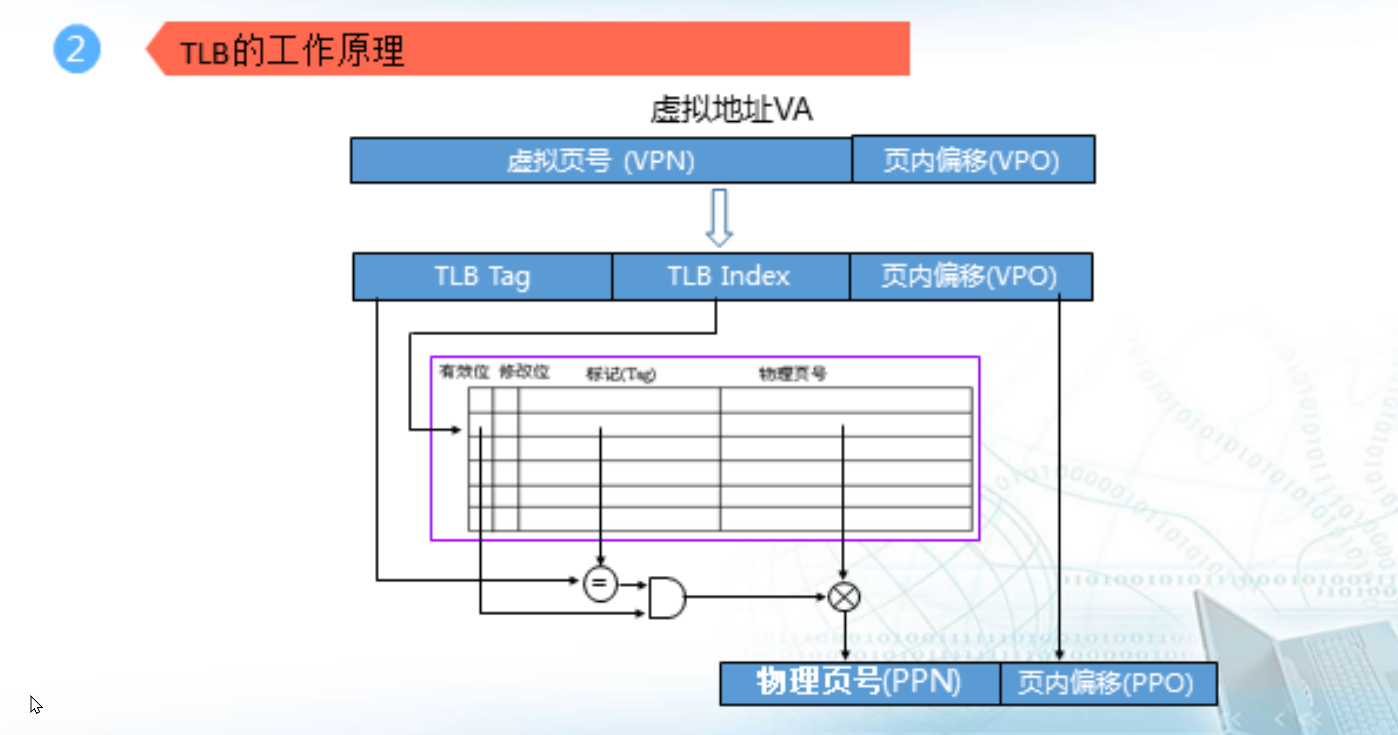 2
TLB的工作原理
虚拟地址VA
虚拟页号 (VPN) 页内偏移(VPO)
TLB Tag TLB Index 页内偏移(VPO)
有效位 修改位 标记(Tag) 物理页号
=
物理页号(PPN) 页内偏移(PPO)